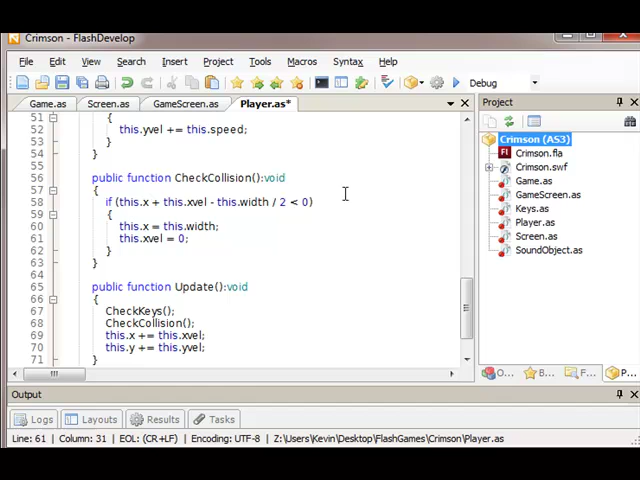 Crimson - FlashDevelop
File Edit View Search Insert Project Tools Macros Syntax Help
Debug
Game.as Screen.as GameScreen.as Player.as*
Project
51 {
52 this.yvel += this.speed;
53 }
54 }
55
56 public function CheckCollision():void
57 {
58 if (this.x + this.xvel - this.width / 2 < 0)
59 {
60 this.x = this.width;
61 this.xvel = 0;
62 }
63 }
64
65 public function Update():void
66 {
67 CheckKeys();
68 CheckCollision();
69 this.x += this.xvel;
70 this.y += this.yvel;
71 }
Crimson (AS3)
Crimson.fla
Crimson.swf
Game.as
GameScreen.as
Keys.as
Player.as
Screen.as
SoundObject.as
O... B... F... P...
Output
Logs Layouts Results Tasks
Line: 61 Column: 31 EOL: (CR+LF) Encoding: UTF-8 Z:\Users\Kevin\Desktop\FlashGames\Crimson\Player.as